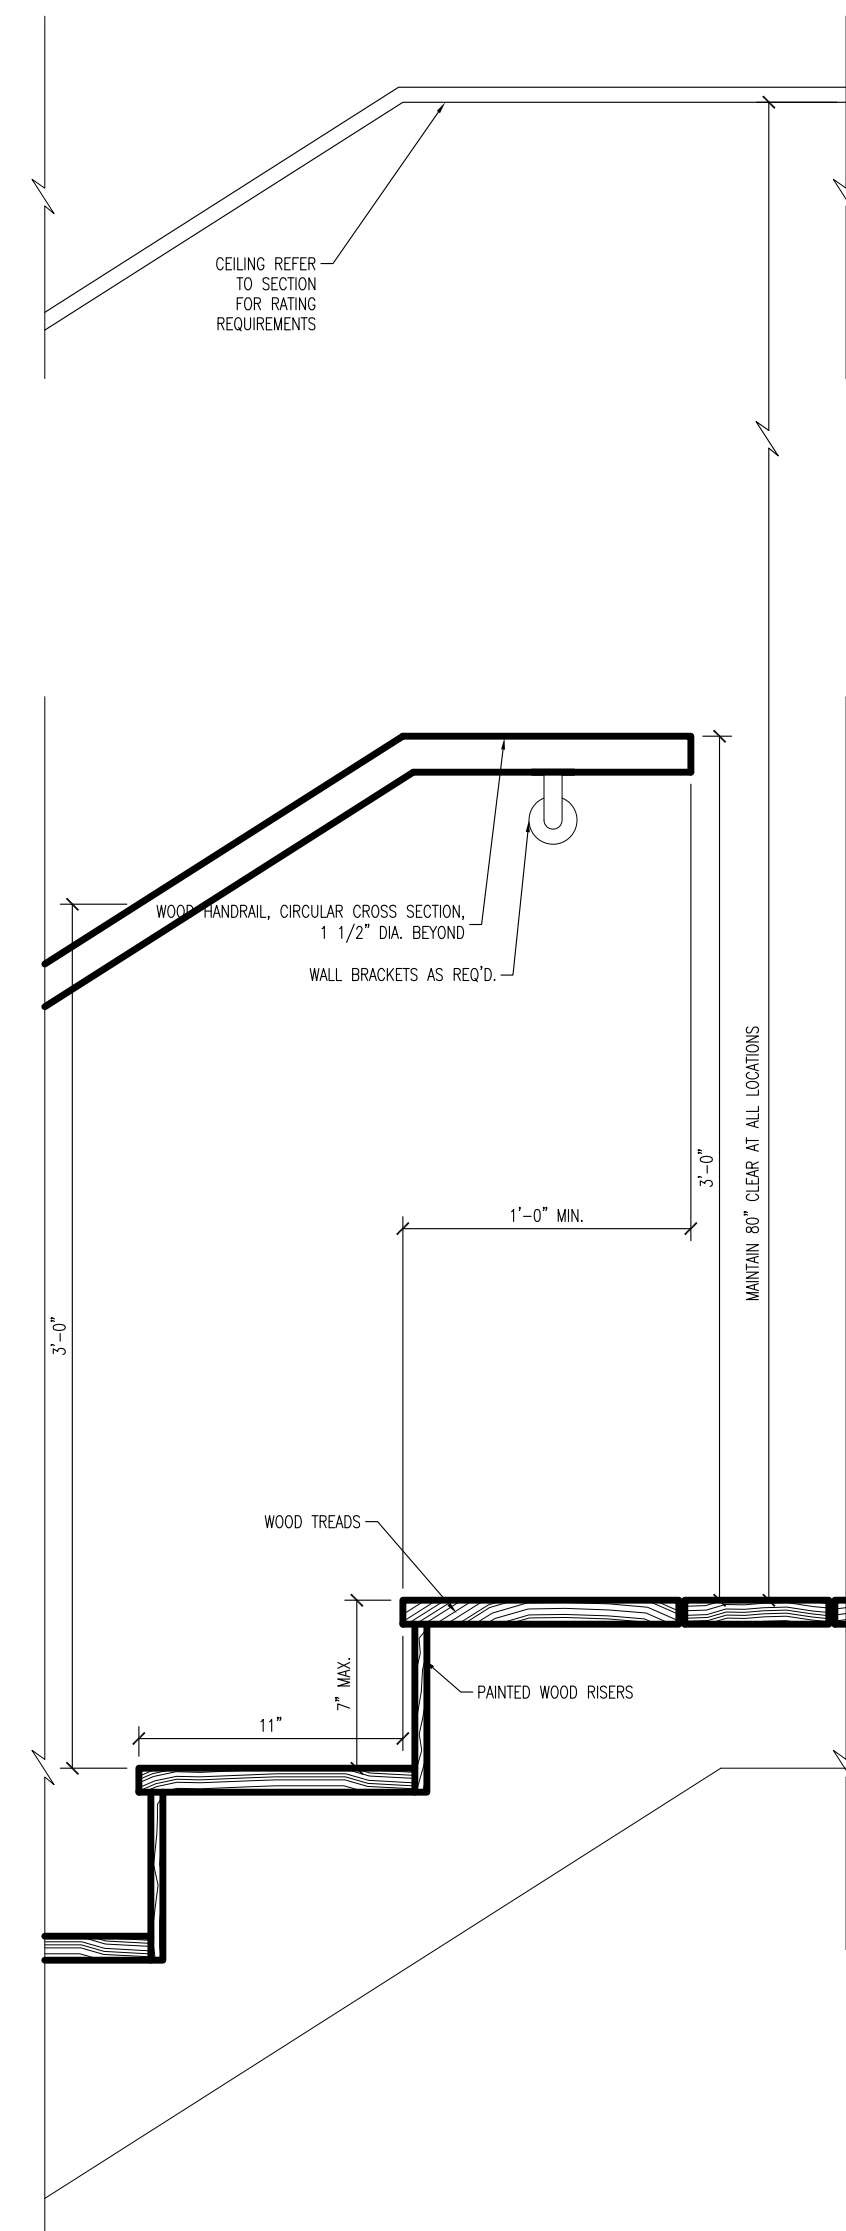 CEILING REFER
TO SECTION
FOR RATING
REQUIREMENTS
WOOD HANDRAIL, CIRCULAR CROSS SECTION,
1 1/2" DIA. BEYOND
WALL BRACKETS AS REQ'D.
MAINTAIN 80" CLEAR AT ALL LOCATIONS
3'-0"
1'-0" MIN.
3'-0"
WOOD TREADS
7" MAX.
PAINTED WOOD RISERS
11"